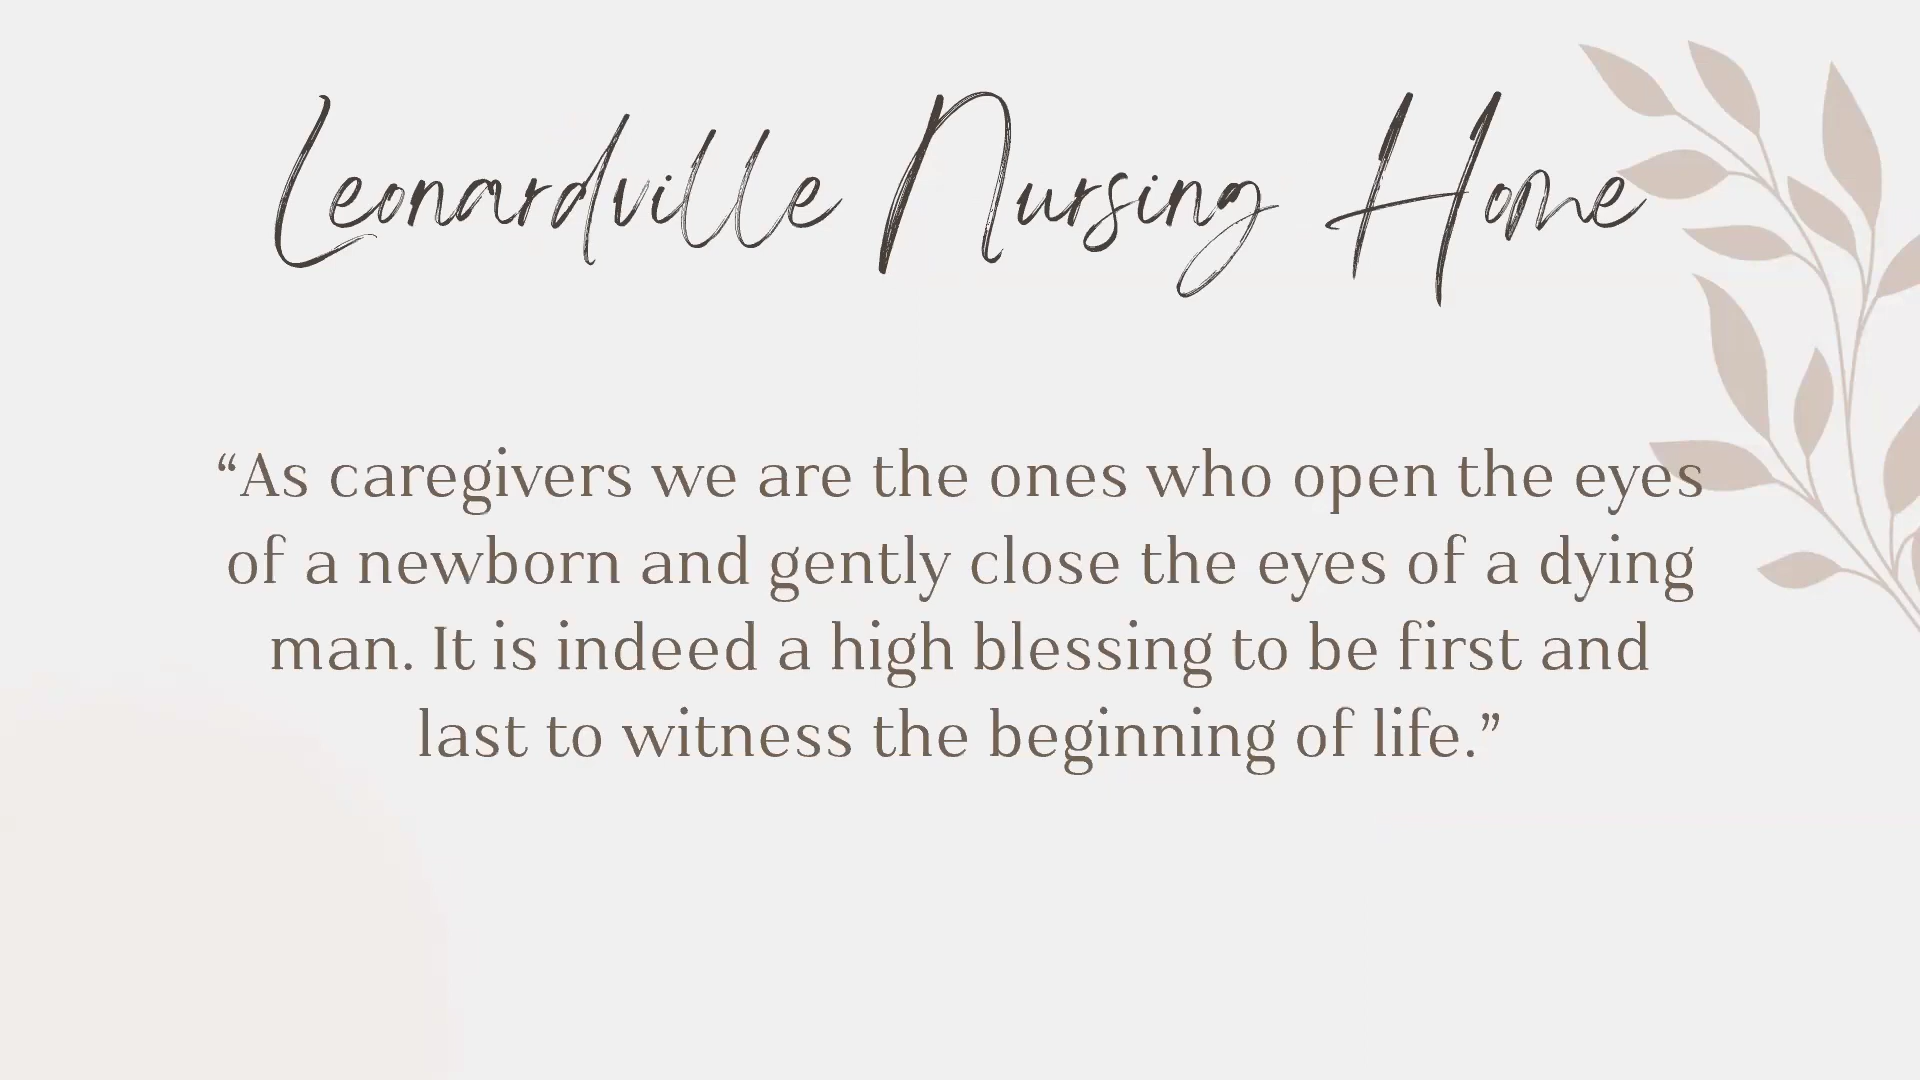 Leonardville Nursing Home
“As caregivers we are the ones who open the eyes
of a newborn and gently close the eyes of a dying
man. It is indeed a high blessing to be first and
last to witness the beginning of life.”